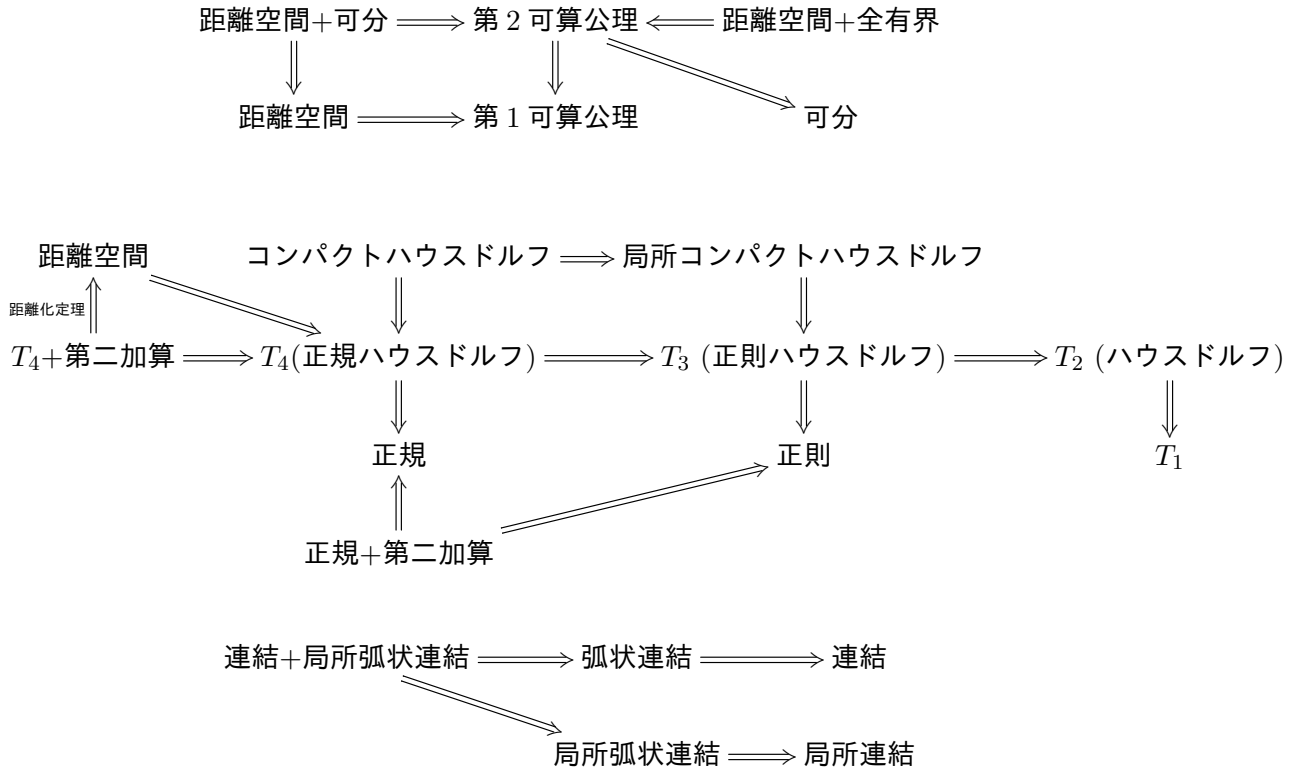 距離空間+可分 ⟹ 第 2 可算公理 ⟸ 距離空間+全有界
距離空間 ⟹ 第 1 可算公理 可分
距離空間 コンパクトハウスドルフ ⟹ 局所コンパクトハウスドルフ
距離化定理
T4+第二加算 ⟹ T4(正規ハウスドルフ) ⟹ T3 (正則ハウスドルフ) ⟹ T2 (ハウスドルフ)
正規 正則 T1
正規+第二加算
連結+局所弧状連結 ⟹ 弧状連結 ⟹ 連結
局所弧状連結 ⟹ 局所連結